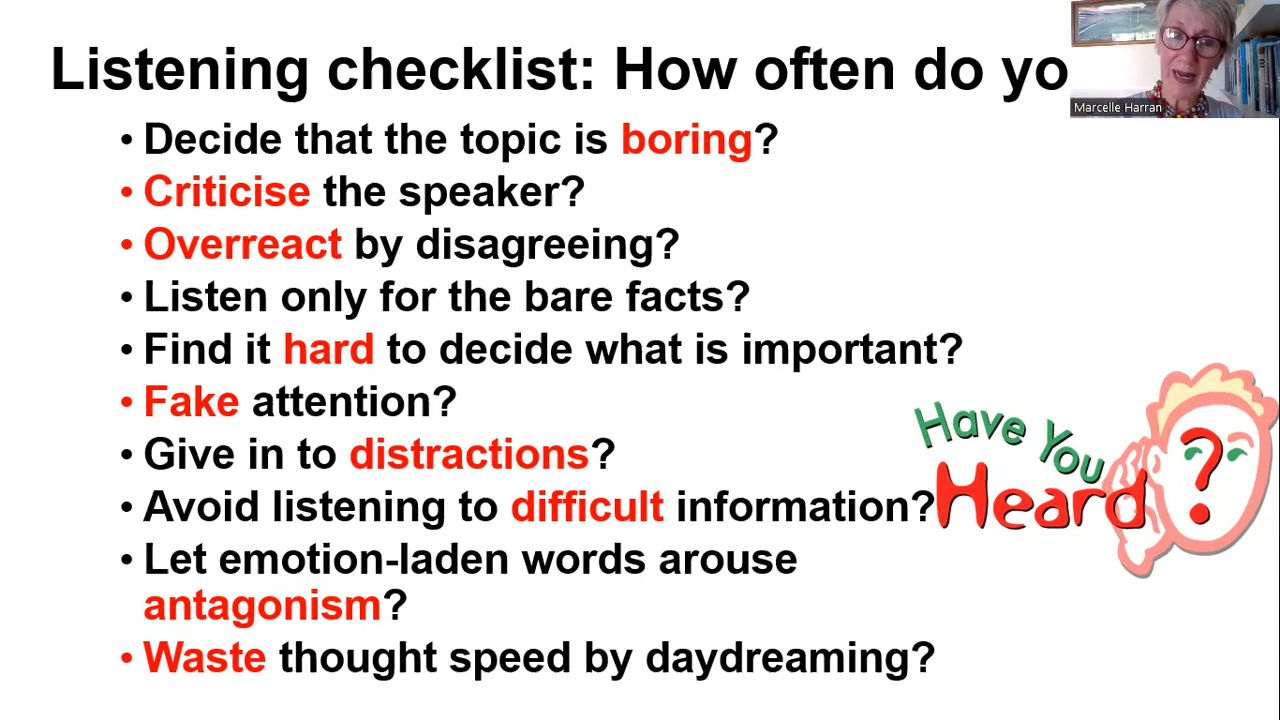 Listening checklist: How often do yo
Marcelle Harran
• Decide that the topic is boring?
• Criticise the speaker?
• Overreact by disagreeing?
• Listen only for the bare facts?
• Find it hard to decide what is important?
• Fake attention?
• Give in to distractions?
• Avoid listening to difficult information?
• Let emotion-laden words arouse
antagonism?
• Waste thought speed by daydreaming?
Have You
Heard
?